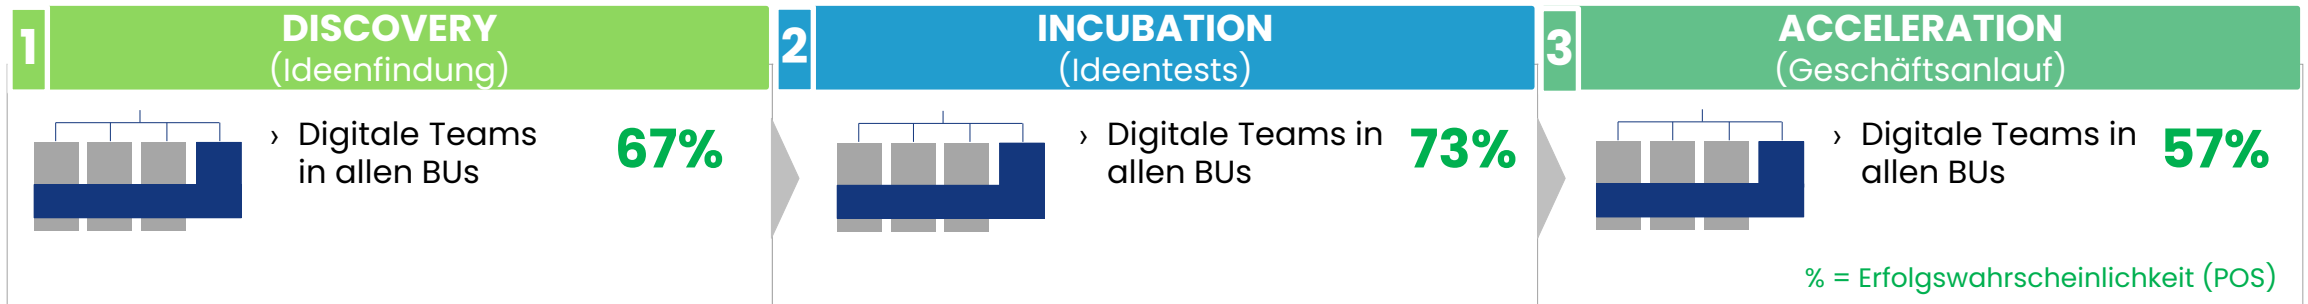 1
DISCOVERY
(Ideenfindung)
› Digitale Teams
in allen BUs
67%
2
INCUBATION
(Ideentests)
› Digitale Teams in
allen BUs
73%
3
ACCELERATION
(Geschäftsanlauf)
› Digitale Teams in
allen BUs
57%
% = Erfolgswahrscheinlichkeit (POS)